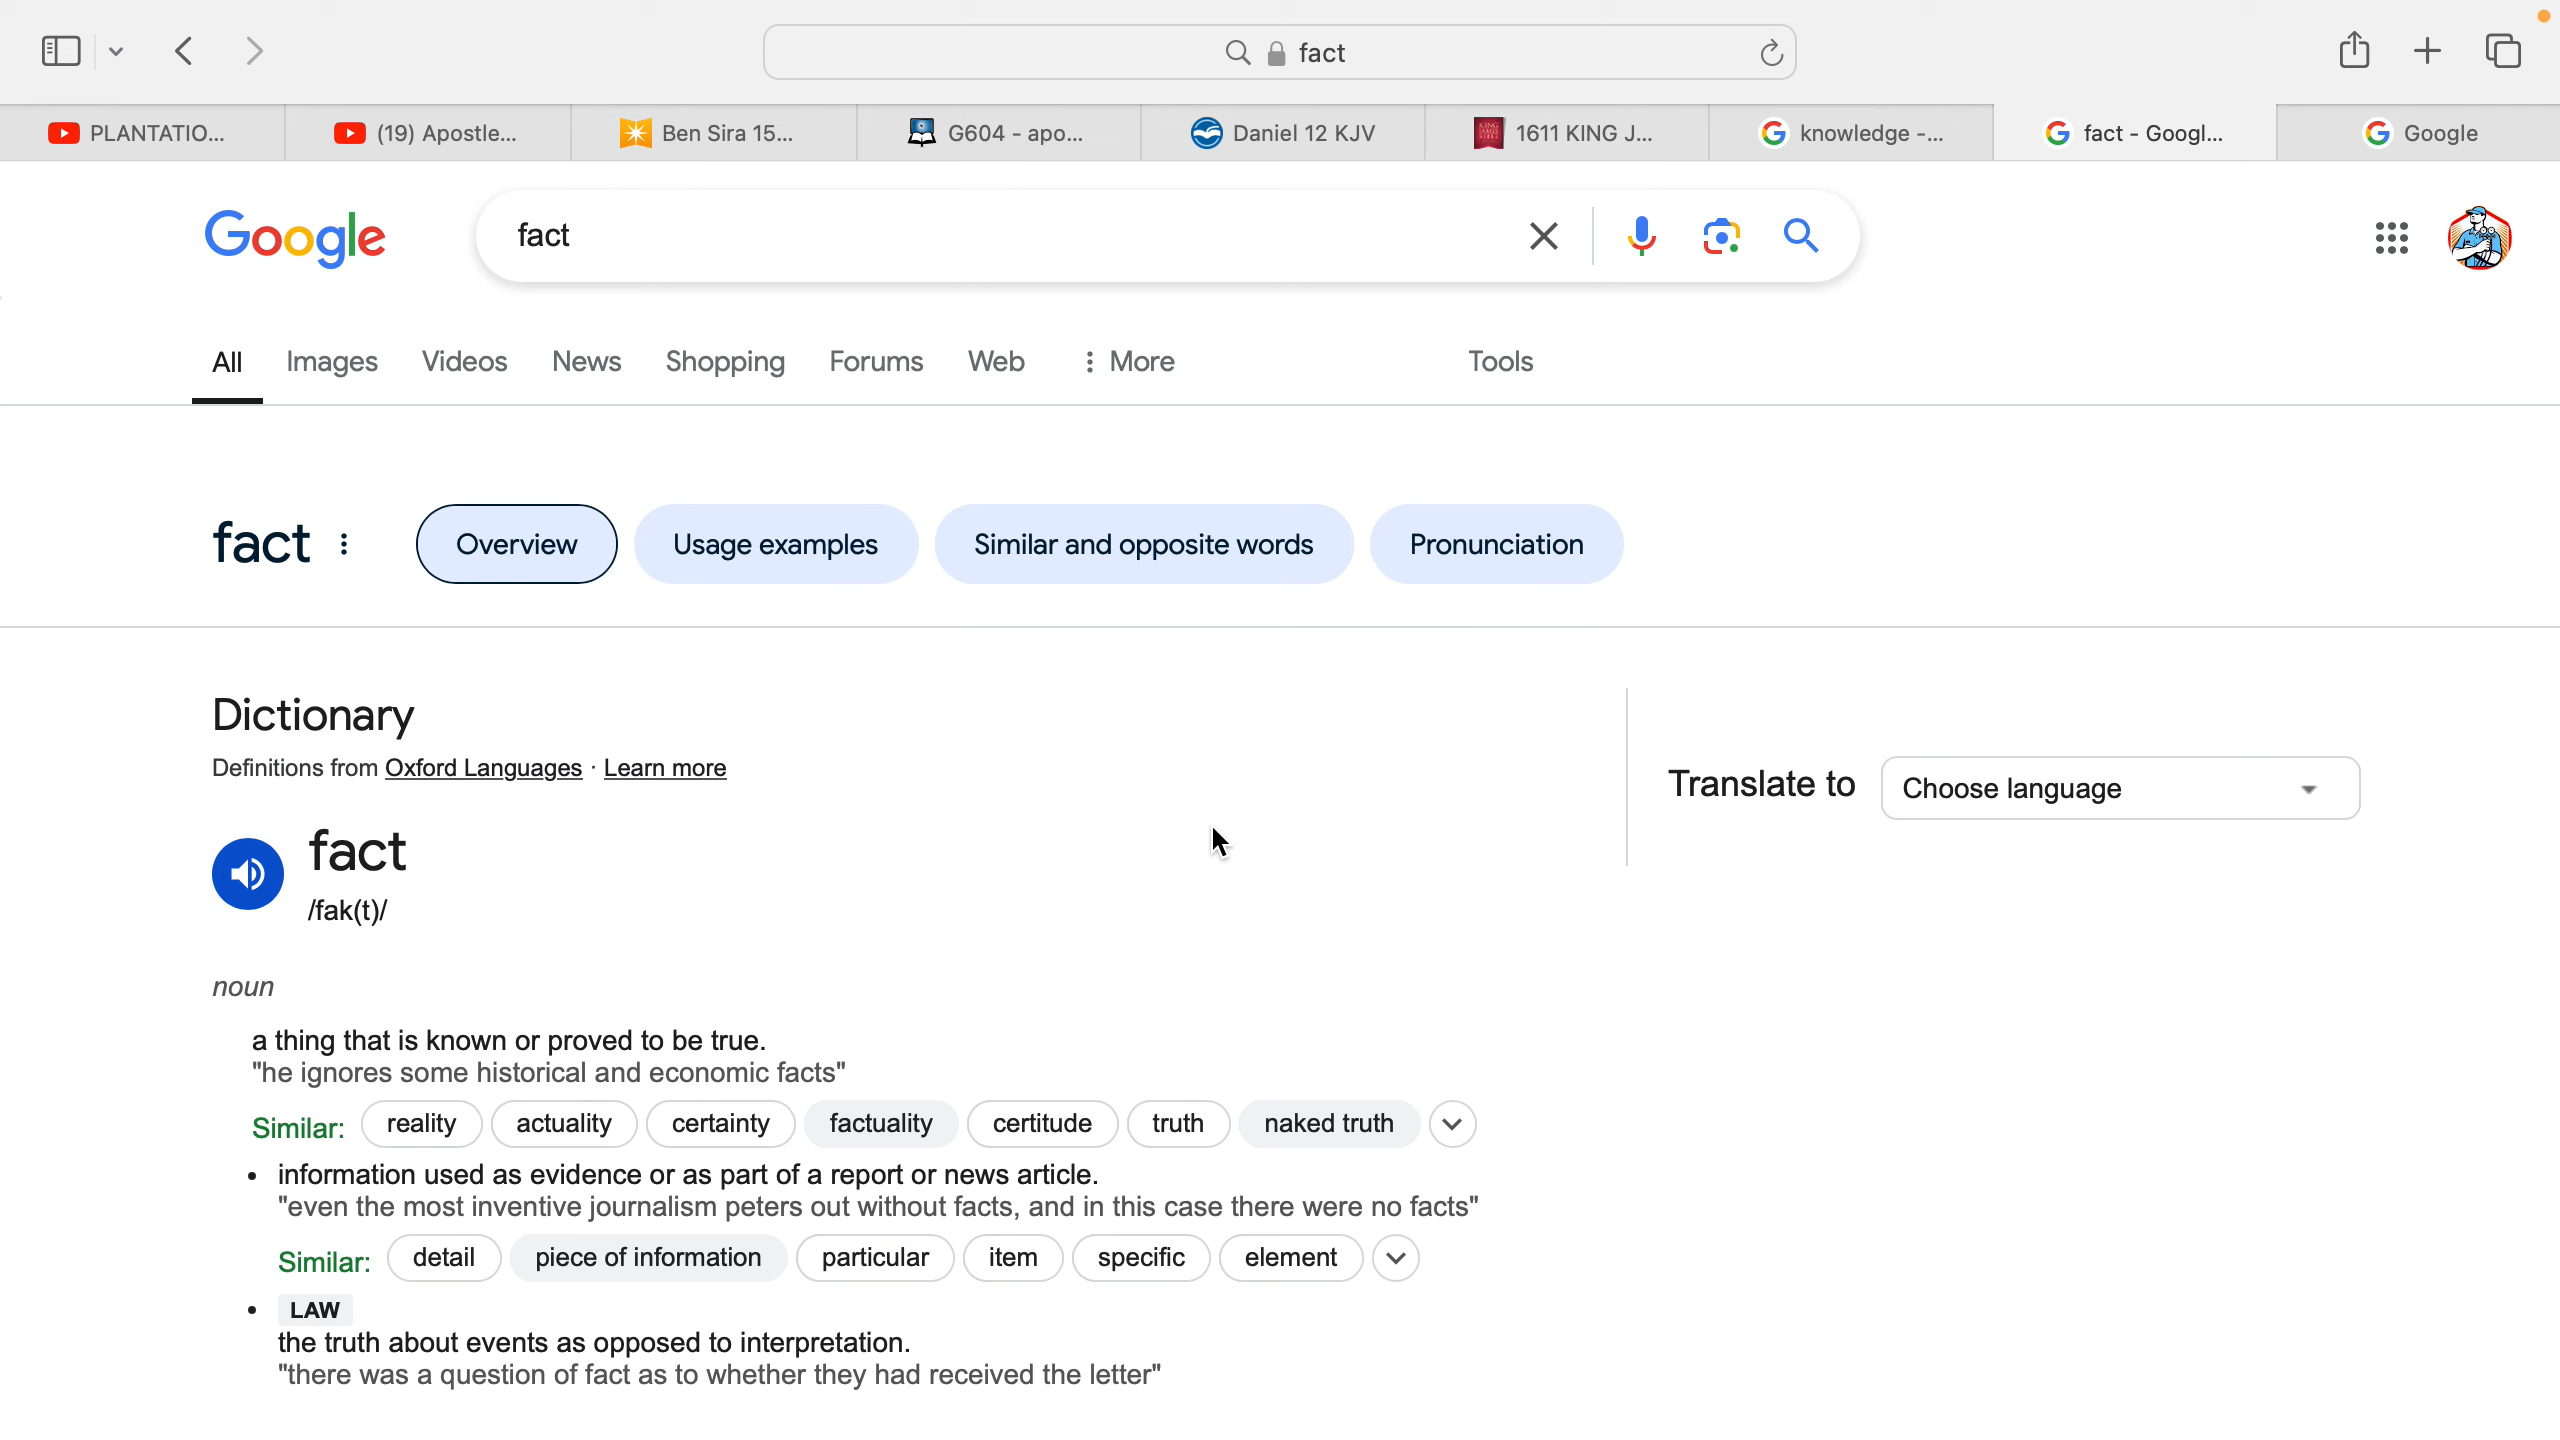 fact
PLANTATIO...
(19) Apostle...
Ben Sira 15...
G604 - apo...
Daniel 12 KJV
1611 KING J...
knowledge -...
fact - Googl...
Google
Google
fact
All Images Videos News Shopping Forums Web More Tools
fact Overview Usage examples Similar and opposite words Pronunciation
Dictionary
Definitions from Oxford Languages · Learn more
Translate to Choose language
fact
/fak(t)/
noun
a thing that is known or proved to be true.
"he ignores some historical and economic facts"
Similar: reality actuality certainty factuality certitude truth naked truth
• information used as evidence or as part of a report or news article.
"even the most inventive journalism peters out without facts, and in this case there were no facts"
Similar: detail piece of information particular item specific element
• LAW
the truth about events as opposed to interpretation.
"there was a question of fact as to whether they had received the letter"